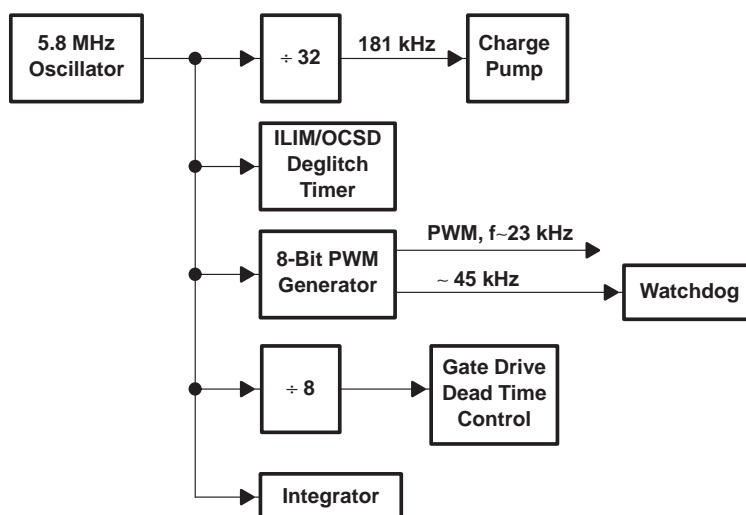 5.8 MHz
Oscillator
÷ 32
181 kHz
Charge
Pump
ILIM/OCSD
Deglitch
Timer
8-Bit PWM
Generator
PWM, f~23 kHz
~ 45 kHz
Watchdog
÷ 8
Gate Drive
Dead Time
Control
Integrator